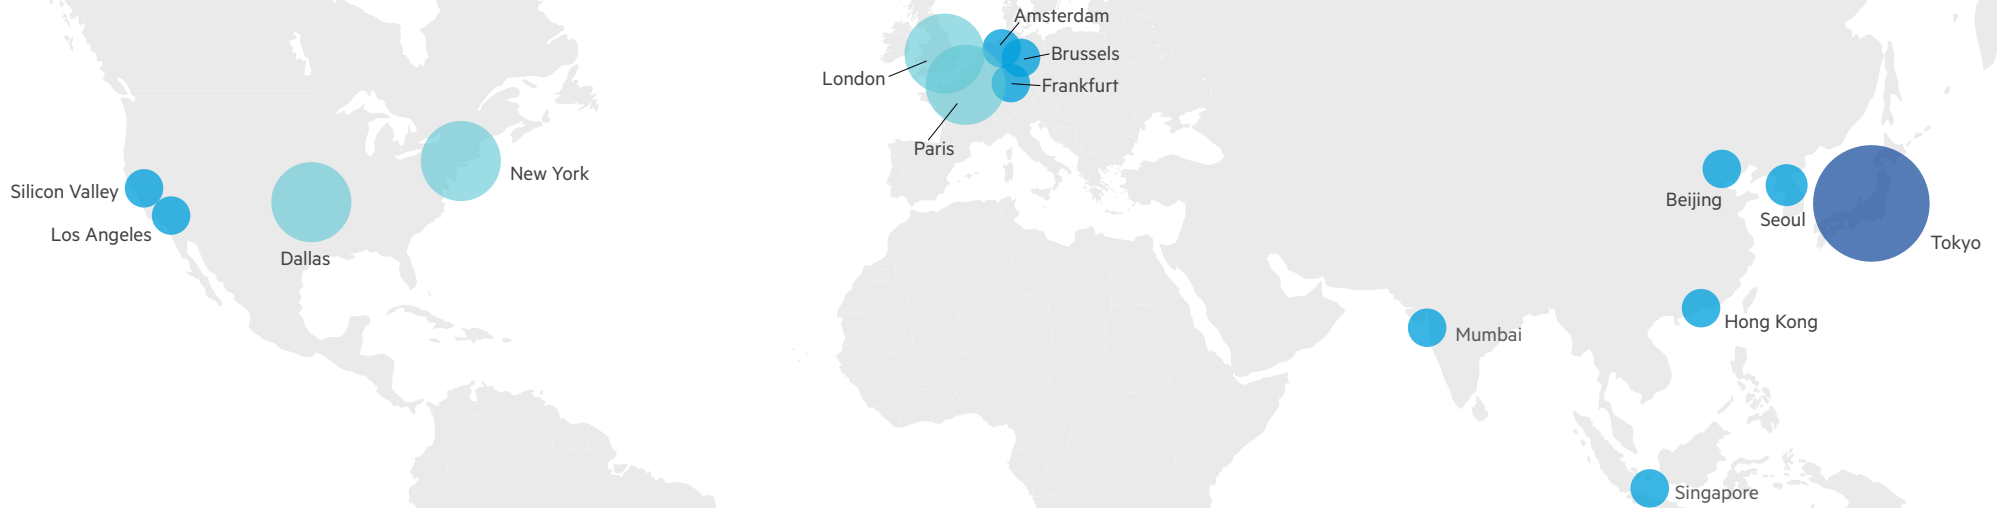 Amsterdam
Brussels
London
Frankfurt
Paris
New York
Silicon Valley
Los Angeles
Dallas
Beijing
Seoul
Tokyo
Hong Kong
Mumbai
Singapore